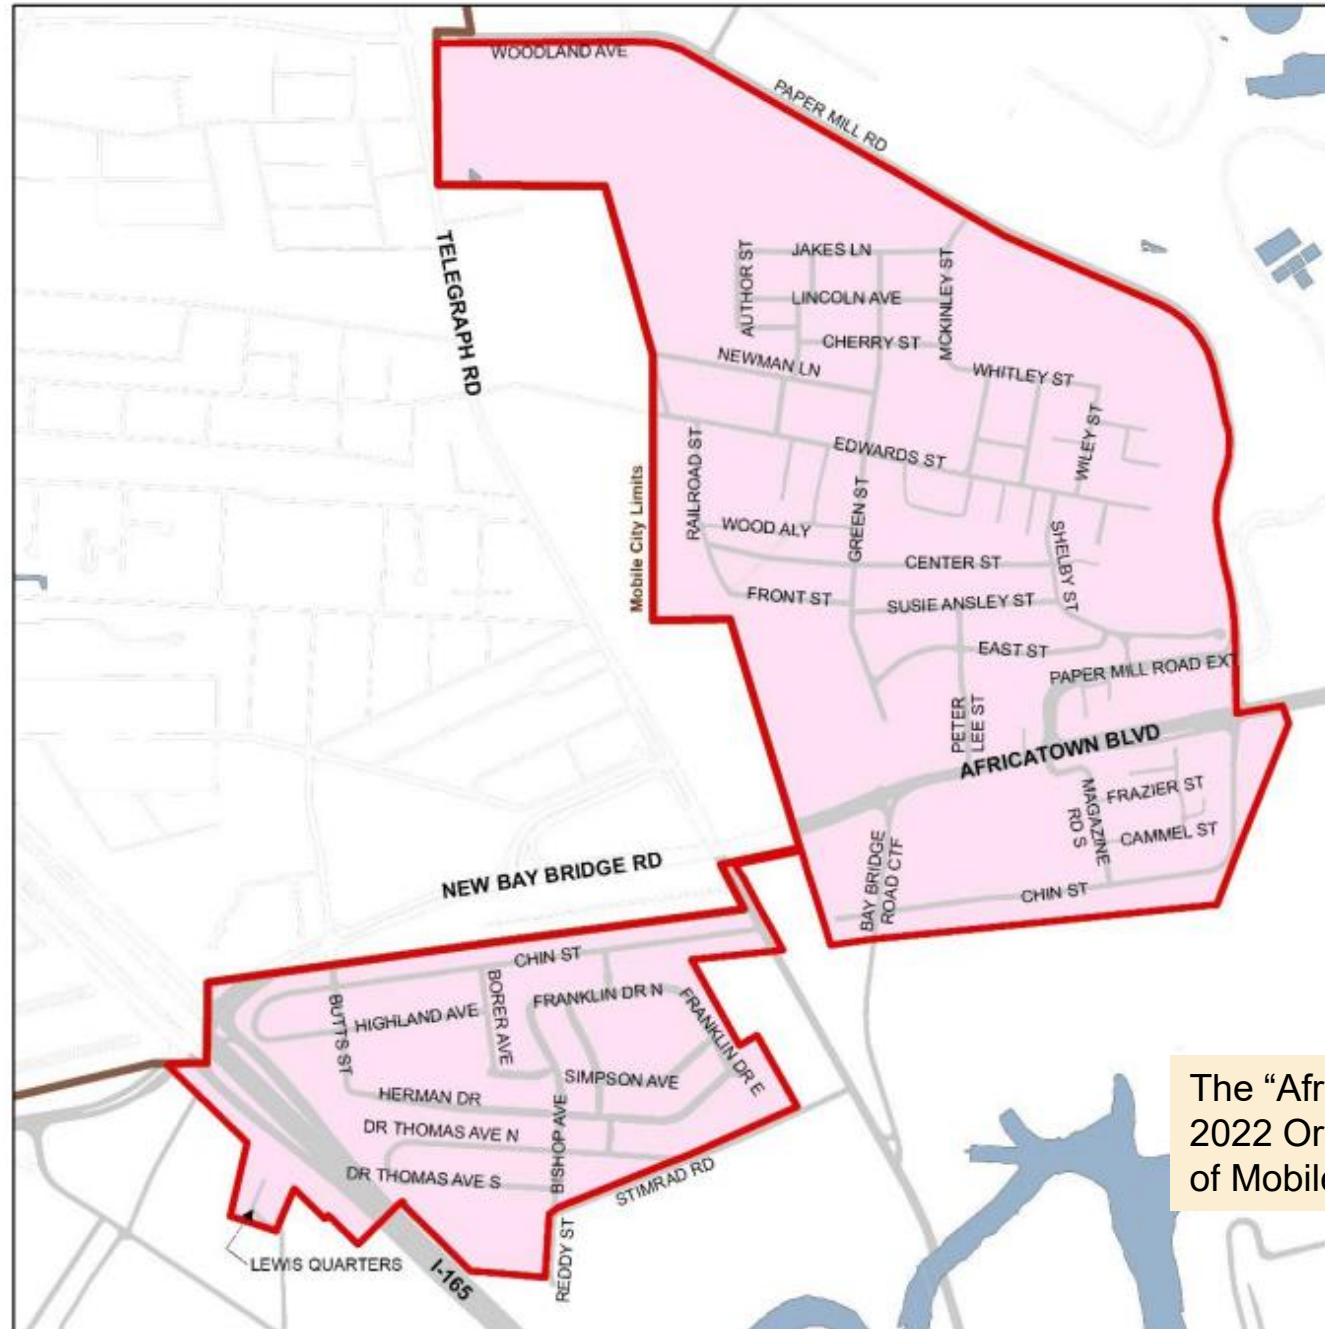 WOODLAND AVE
PAPER MILL RD
TELEGRAPH RD
AUTHOR ST
JAKES LN
LINCOLN AVE
MCKINLEY ST
CHERRY ST
NEWMAN LN
WHITLEY ST
WILEY ST
EDWARDS ST
RAILROAD ST
Mobile City Limits
GREEN ST
WOOD ALY
SHELBY ST
CENTER ST
FRONT ST
SUSIE ANSLEY ST
EAST ST
PAPER MILL ROAD EXT
PETER
LEE ST
AFRICATOWN BLVD
MAGAZINE
RD S
FRAZIER ST
CAMMEL ST
BAY BRIDGE
ROAD CTF
CHIN ST
NEW BAY BRIDGE RD
CHIN ST
BORER AVE
FRANKLIN DR N
FRANKLIN DR E
BUTTS ST
HIGHLAND AVE
SIMPSON AVE
HERMAN DR
BISHOP AVE
DR THOMAS AVE N
DR THOMAS AVE S
STIMRAD RD
REDDY ST
LEWIS QUARTERS
I-165
The “Afr
2022 Or
of Mobile